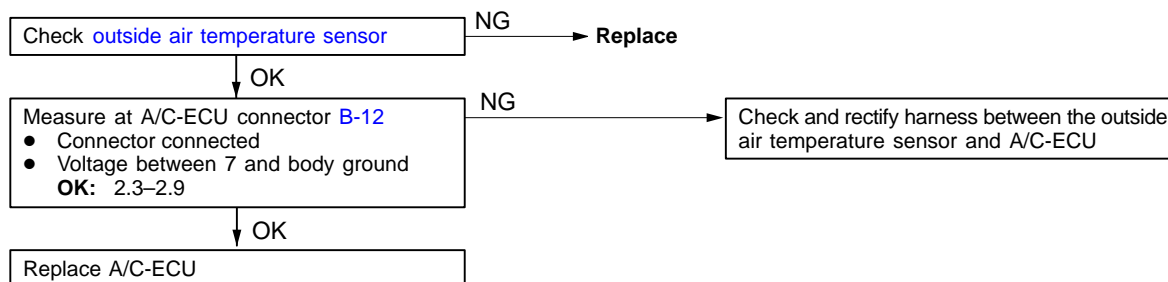 Check outside air temperature sensor
NG
Replace
OK
Measure at A/C-ECU connector B-12
● Connector connected
● Voltage between 7 and body ground
OK: 2.3–2.9
NG
Check and rectify harness between the outside
air temperature sensor and A/C-ECU
OK
Replace A/C-ECU